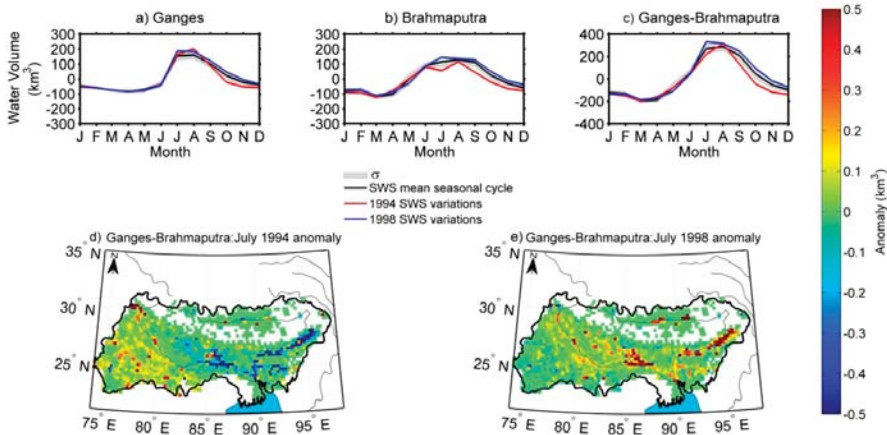 a) Ganges
b) Brahmaputra
c) Ganges-Brahmaputra
Water Volume
(km³)
300
200
100
0
-100
-200
-300
J F M A M J J A S O N D
Month
300
200
100
0
-100
-200
-300
J F M A M J J A S O N D
Month
400
200
0
-200
-400
J F M A M J J A S O N D
Month
σ
SWS mean seasonal cycle
1994 SWS variations
1998 SWS variations
d) Ganges-Brahmaputra:July 1994 anomaly
35° N
30° N
25° N
N
75° E 80° E 85° E 90° E 95° E
e) Ganges-Brahmaputra:July 1998 anomaly
35° N
30° N
25° N
N
75° E 80° E 85° E 90° E 95° E
0.5
0.4
0.3
0.2
0.1
0
-0.1
-0.2
-0.3
-0.4
-0.5
Anomaly (km³)